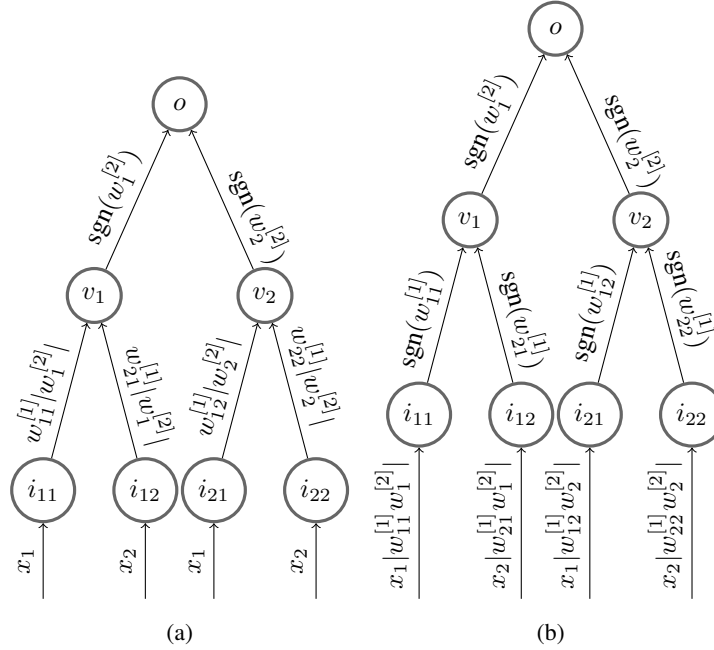 o
sgn(w_1^{[2]})
sgn(w_2^{[2]})
v_1
v_2
w_{11}^{[1]}|w_1^{[2]}|
w_{21}^{[1]}|w_1^{[2]}|
w_{12}^{[1]}|w_2^{[2]}|
w_{22}^{[1]}|w_2^{[2]}|
i_{11}
i_{12}
i_{21}
i_{22}
x_1
x_2
x_1
x_2
(a)
o
sgn(w_1^{[2]})
sgn(w_2^{[2]})
v_1
v_2
sgn(w_{11}^{[1]})
sgn(w_{21}^{[1]})
sgn(w_{12}^{[1]})
sgn(w_{22}^{[1]})
i_{11}
i_{12}
i_{21}
i_{22}
x_1|w_{11}^{[1]}w_1^{[2]}|
x_2|w_{21}^{[1]}w_1^{[2]}|
x_1|w_{12}^{[1]}w_2^{[2]}|
x_2|w_{22}^{[1]}w_2^{[2]}|
(b)